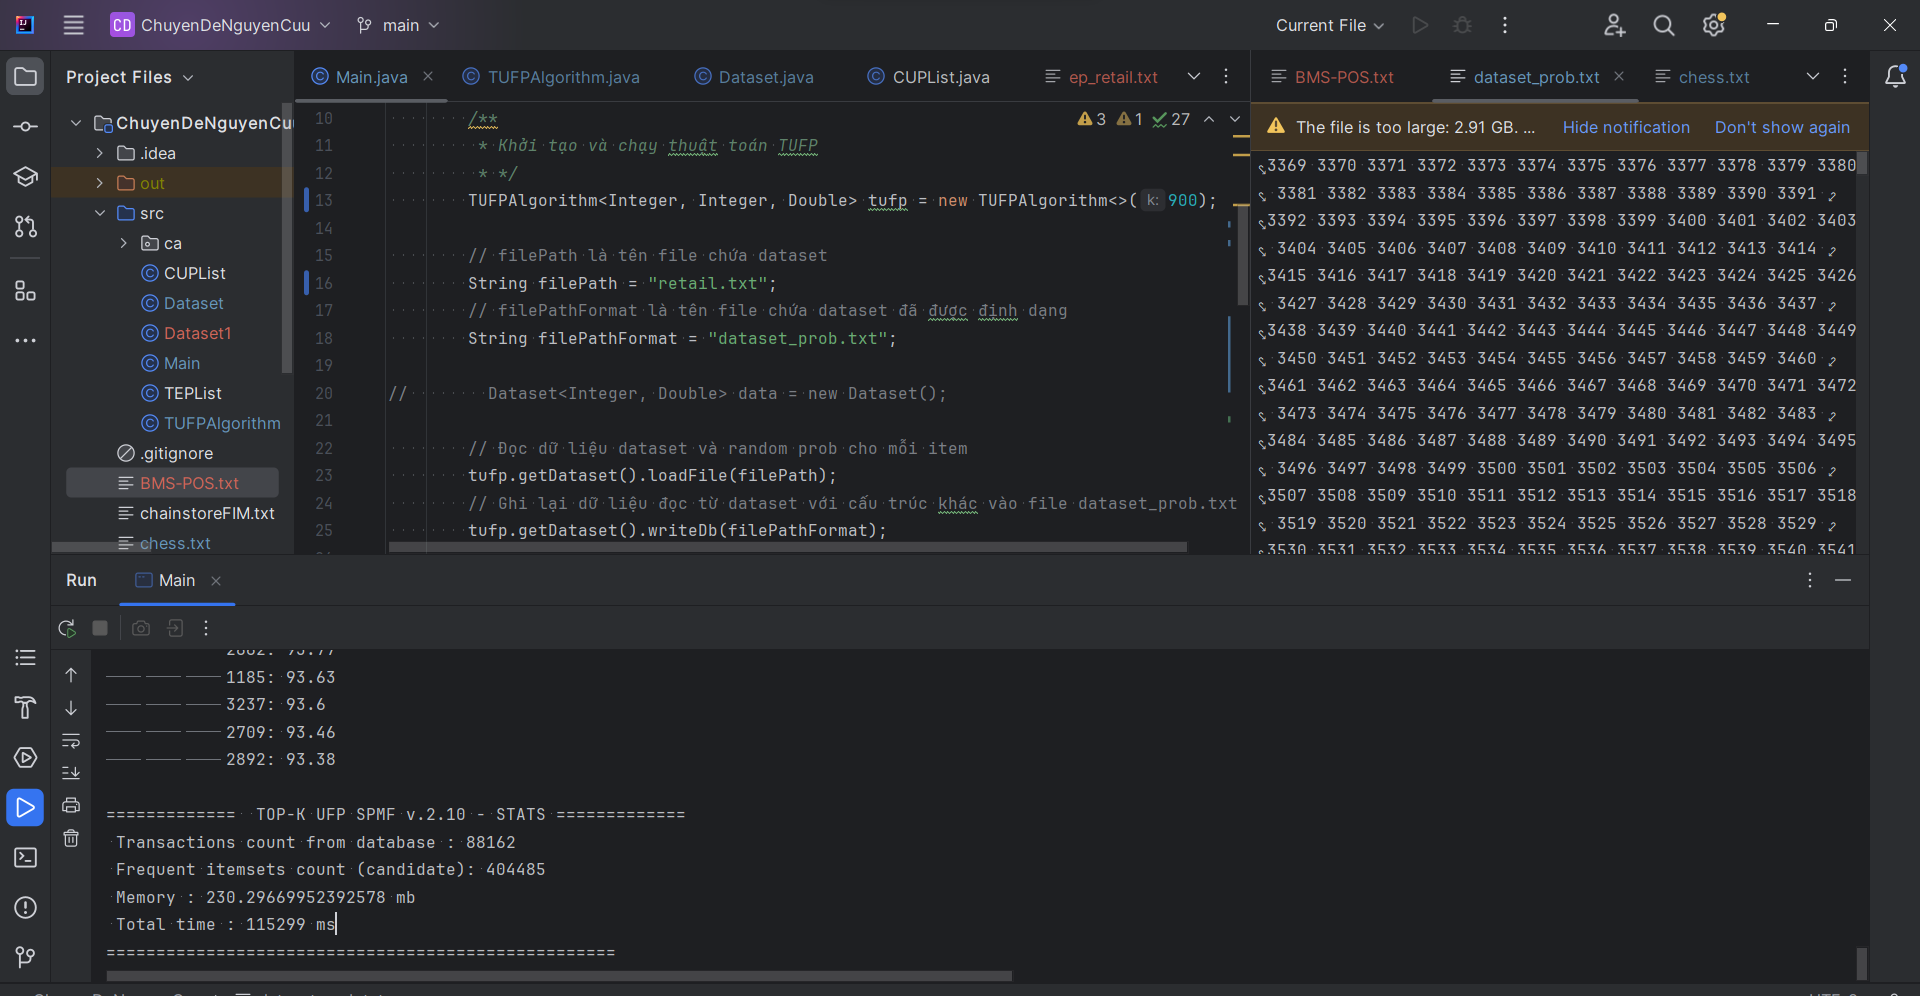 CD ChuyenDeNguyenCuu main Current File
Project Files
ChuyenDeNguyenCu
.idea
out
src
ca
CUPList
Dataset
Dataset1
Main
TEPList
TUFPAlgorithm
.gitignore
BMS-POS.txt
chainstoreFIM.txt
chess.txt
Main.java TUFPAlgorithm.java Dataset.java CUPList.java ep_retail.txt
3 1 27
10 /**
11 * Khởi tạo và chạy thuật toán TUFP
12 * */
13 TUFPAlgorithm<Integer, Integer, Double> tufp = new TUFPAlgorithm<>( k: 900);
14
15 // filePath là tên file chứa dataset
16 String filePath = "retail.txt";
17 // filePathFormat là tên file chứa dataset đã được định dạng
18 String filePathFormat = "dataset_prob.txt";
19
20 // Dataset<Integer, Double> data = new Dataset();
21
22 // Đọc dữ liệu dataset và random prob cho mỗi item
23 tufp.getDataset().loadFile(filePath);
24 // Ghi lại dữ liệu đọc từ dataset với cấu trúc khác vào file dataset_prob.txt
25 tufp.getDataset().writeDb(filePathFormat);
BMS-POS.txt dataset_prob.txt chess.txt
The file is too large: 2.91 GB. ... Hide notification Don't show again
3369 3370 3371 3372 3373 3374 3375 3376 3377 3378 3379 3380
3381 3382 3383 3384 3385 3386 3387 3388 3389 3390 3391
3392 3393 3394 3395 3396 3397 3398 3399 3400 3401 3402 3403
3404 3405 3406 3407 3408 3409 3410 3411 3412 3413 3414
3415 3416 3417 3418 3419 3420 3421 3422 3423 3424 3425 3426
3427 3428 3429 3430 3431 3432 3433 3434 3435 3436 3437
3438 3439 3440 3441 3442 3443 3444 3445 3446 3447 3448 3449
3450 3451 3452 3453 3454 3455 3456 3457 3458 3459 3460
3461 3462 3463 3464 3465 3466 3467 3468 3469 3470 3471 3472
3473 3474 3475 3476 3477 3478 3479 3480 3481 3482 3483
3484 3485 3486 3487 3488 3489 3490 3491 3492 3493 3494 3495
3496 3497 3498 3499 3500 3501 3502 3503 3504 3505 3506
3507 3508 3509 3510 3511 3512 3513 3514 3515 3516 3517 3518
3519 3520 3521 3522 3523 3524 3525 3526 3527 3528 3529
3530 3531 3532 3533 3534 3535 3536 3537 3538 3539 3540 3541
Run Main
1185: 93.63
3237: 93.6
2709: 93.46
2892: 93.38
============= TOP-K UFP SPMF v.2.10 - STATS =============
Transactions count from database : 88162
Frequent itemsets count (candidate): 404485
Memory : 230.29669952392578 mb
Total time : 115299 ms
===================================================